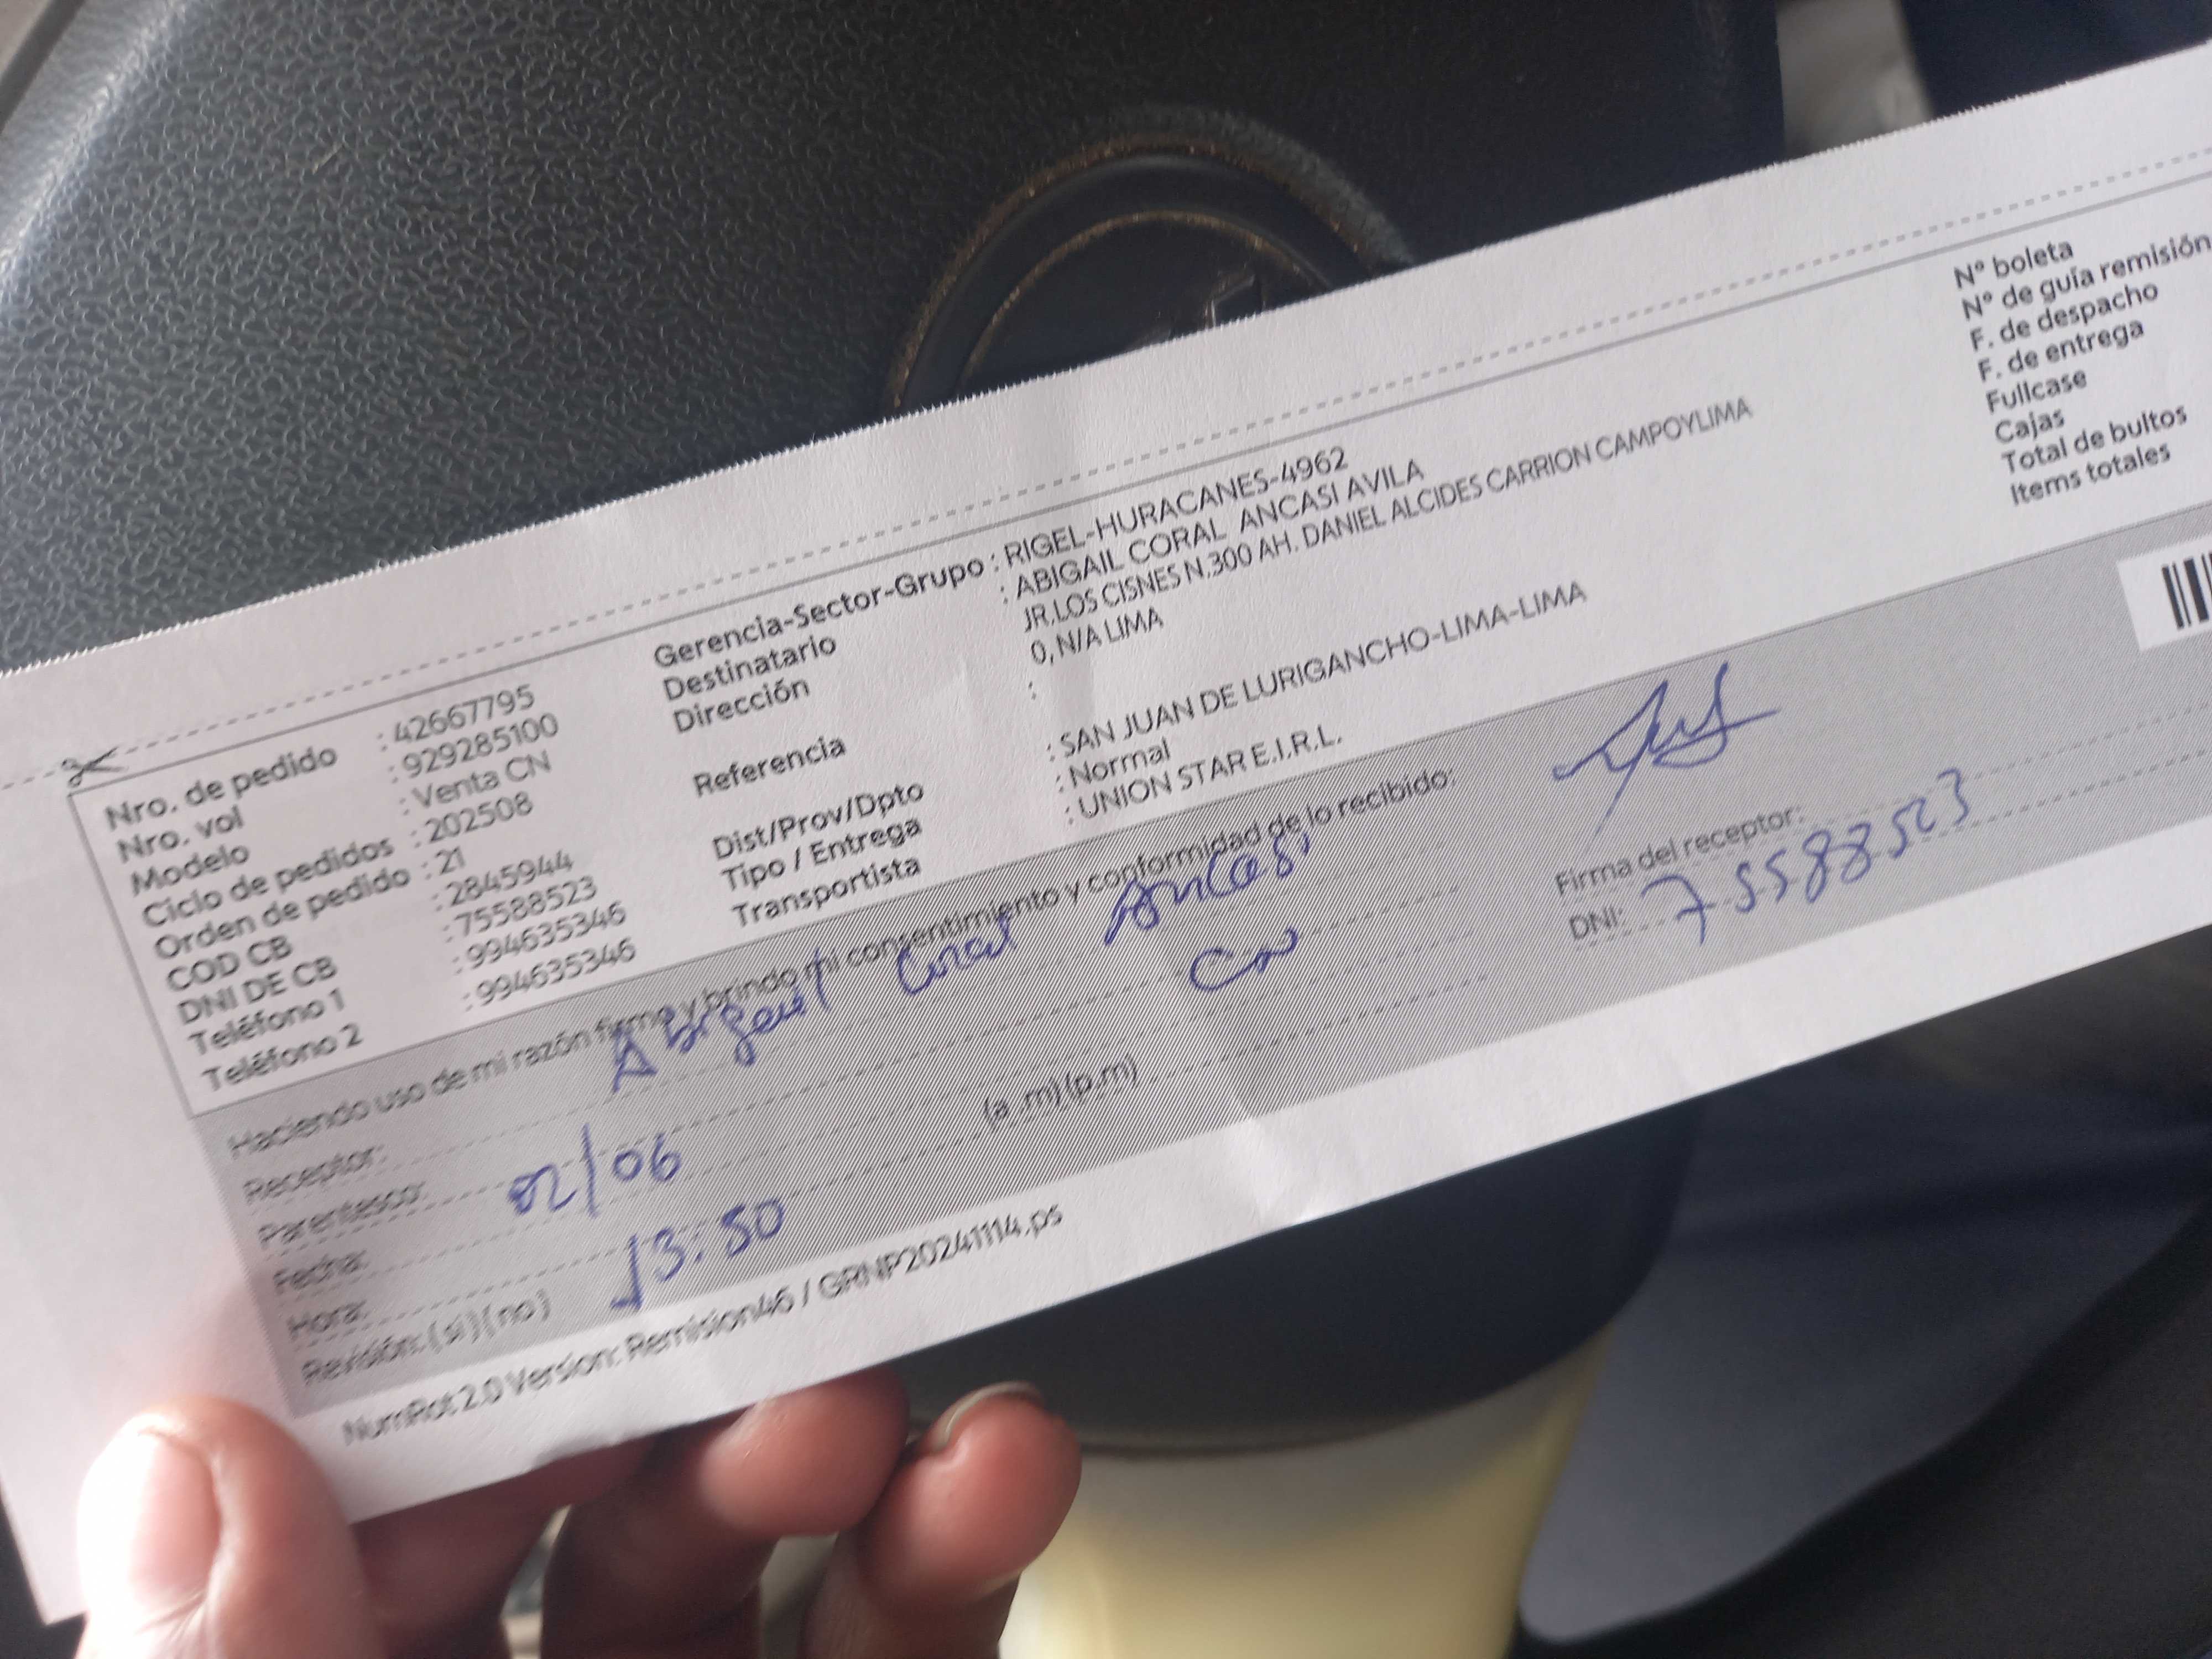 Nro. de pedido : 42667795
Nro. vol : 929285100
Modelo : Venta CN
Ciclo de pedidos : 202508
Orden de pedido : 21
COD CB : 2845944
DNI DE CB : 75588523
Teléfono 1 : 994635346
Teléfono 2 : 994635346
Gerencia-Sector-Grupo : RIGEL-HURACANES-4962
Destinatario : ABIGAIL CORAL ANCASI AVILA
Dirección JR.LOS CISNES N.300 AH. DANIEL ALCIDES CARRION CAMPOYLIMA
0, N/A LIMA
Referencia :
Dist/Prov/Dpto : SAN JUAN DE LURIGANCHO-LIMA-LIMA
Tipo / Entrega : Normal
Transportista : UNION STAR E.I.R.L.
N° boleta
N° de guía remisión
F. de despacho
F. de entrega
Fullcase
Cajas
Total de bultos
Items totales
Haciendo uso de mi razón firmo y brindo mi consentimiento y conformidad de lo recibido:
Receptor: Abigail Coral Ancasi
Parentesco:
Fecha: 02/06
Hora: 13:50 (a .m) (p.m)
Revisión: (si) (no)
Firma del receptor:
DNI: 75588523
NumRot 2.0 Version: Remision46 / GRNP20241114.ps